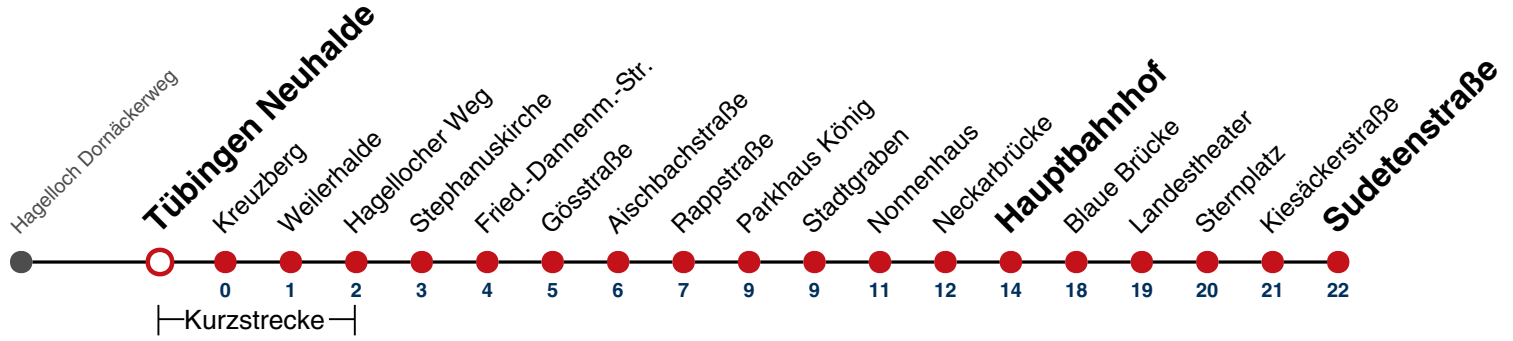 Hagelloch Dornäckerweg
Tübingen Neuhalde
Kreuzberg
Weilerhalde
Hagellocher Weg
Stephanuskirche
Fried.-Dannenm.-Str.
Gösstraße
Aischbachstraße
Rappstraße
Parkhaus König
Stadtgraben
Nonnenhaus
Neckarbrücke
Hauptbahnhof
Blaue Brücke
Landestheater
Sternplatz
Kiesäckerstraße
Sudetenstraße
0 1 2 3 4 5 6 7 9 9 11 12 14 18 19 20 21 22
Kurzstrecke